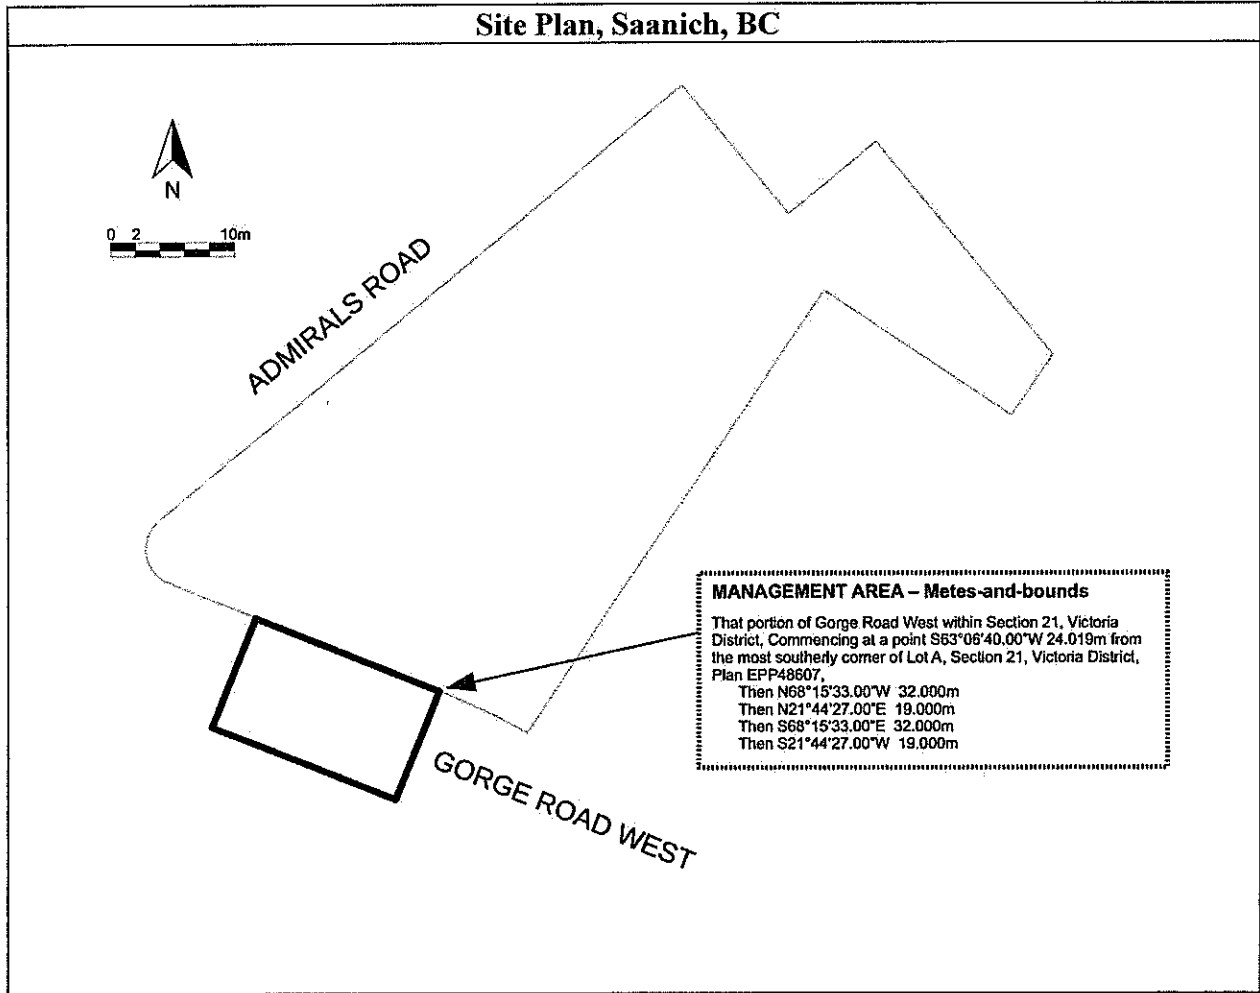 Site Plan, Saanich, BC
N
0 2 10m
ADMIRALS ROAD
MANAGEMENT AREA – Metes-and-bounds
That portion of Gorge Road West within Section 21, Victoria
District, Commencing at a point S63°06'40.00"W 24.019m from
the most southerly corner of Lot A, Section 21, Victoria District,
Plan EPP48607,
Then N68°15'33.00"W 32.000m
Then N21°44'27.00"E 19.000m
Then S68°15'33.00"E 32.000m
Then S21°44'27.00"W 19.000m
GORGE ROAD WEST